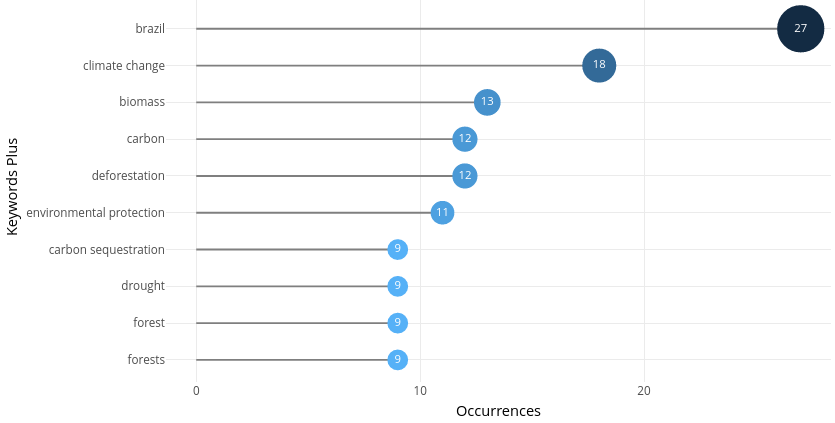 brazil 27
climate change 18
biomass 13
carbon 12
deforestation 12
environmental protection 11
carbon sequestration 9
drought 9
forest 9
forests 9
Keywords Plus
0 10 20
Occurrences